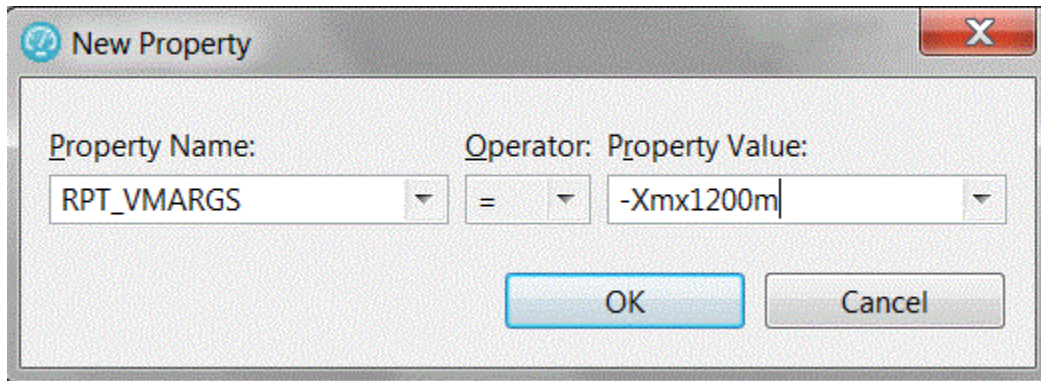 New Property
Property Name: Operator: Property Value:
RPT_VMARGS = -Xmx1200m
OK Cancel